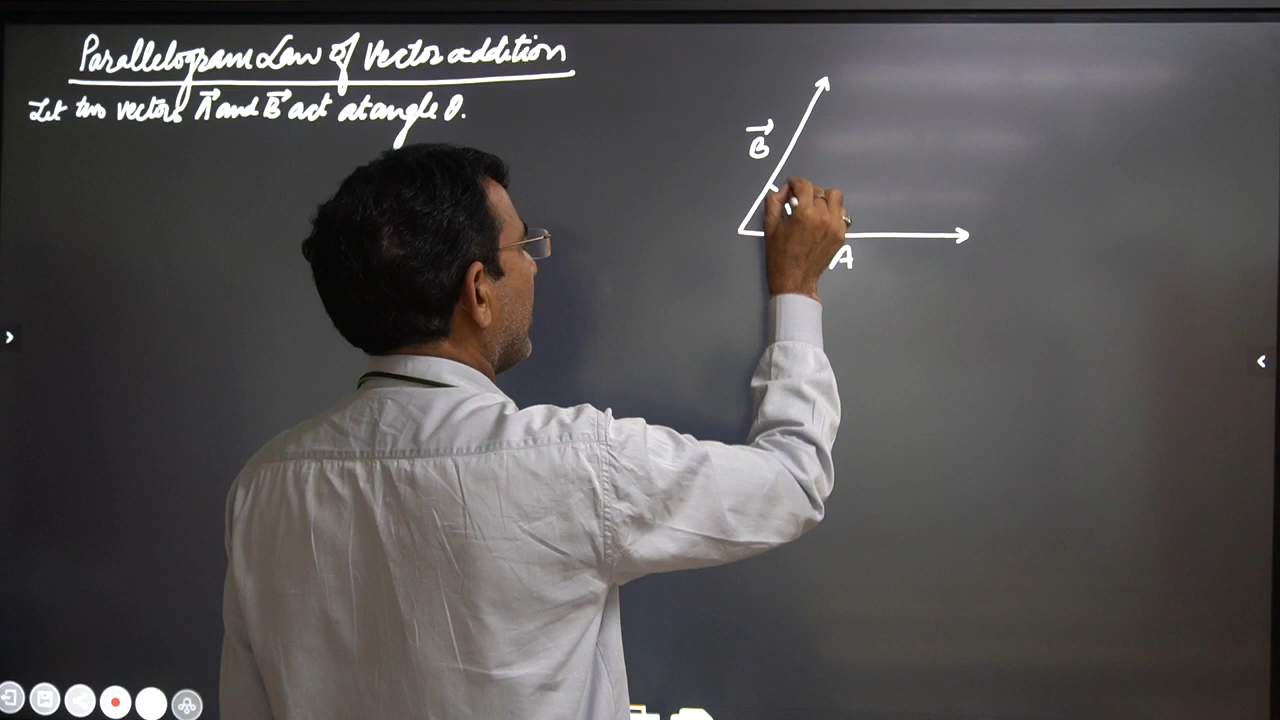 Parallelogram Law of Vector addition
Let two vectors A⃗ and B⃗ act at angle θ.
B⃗
A